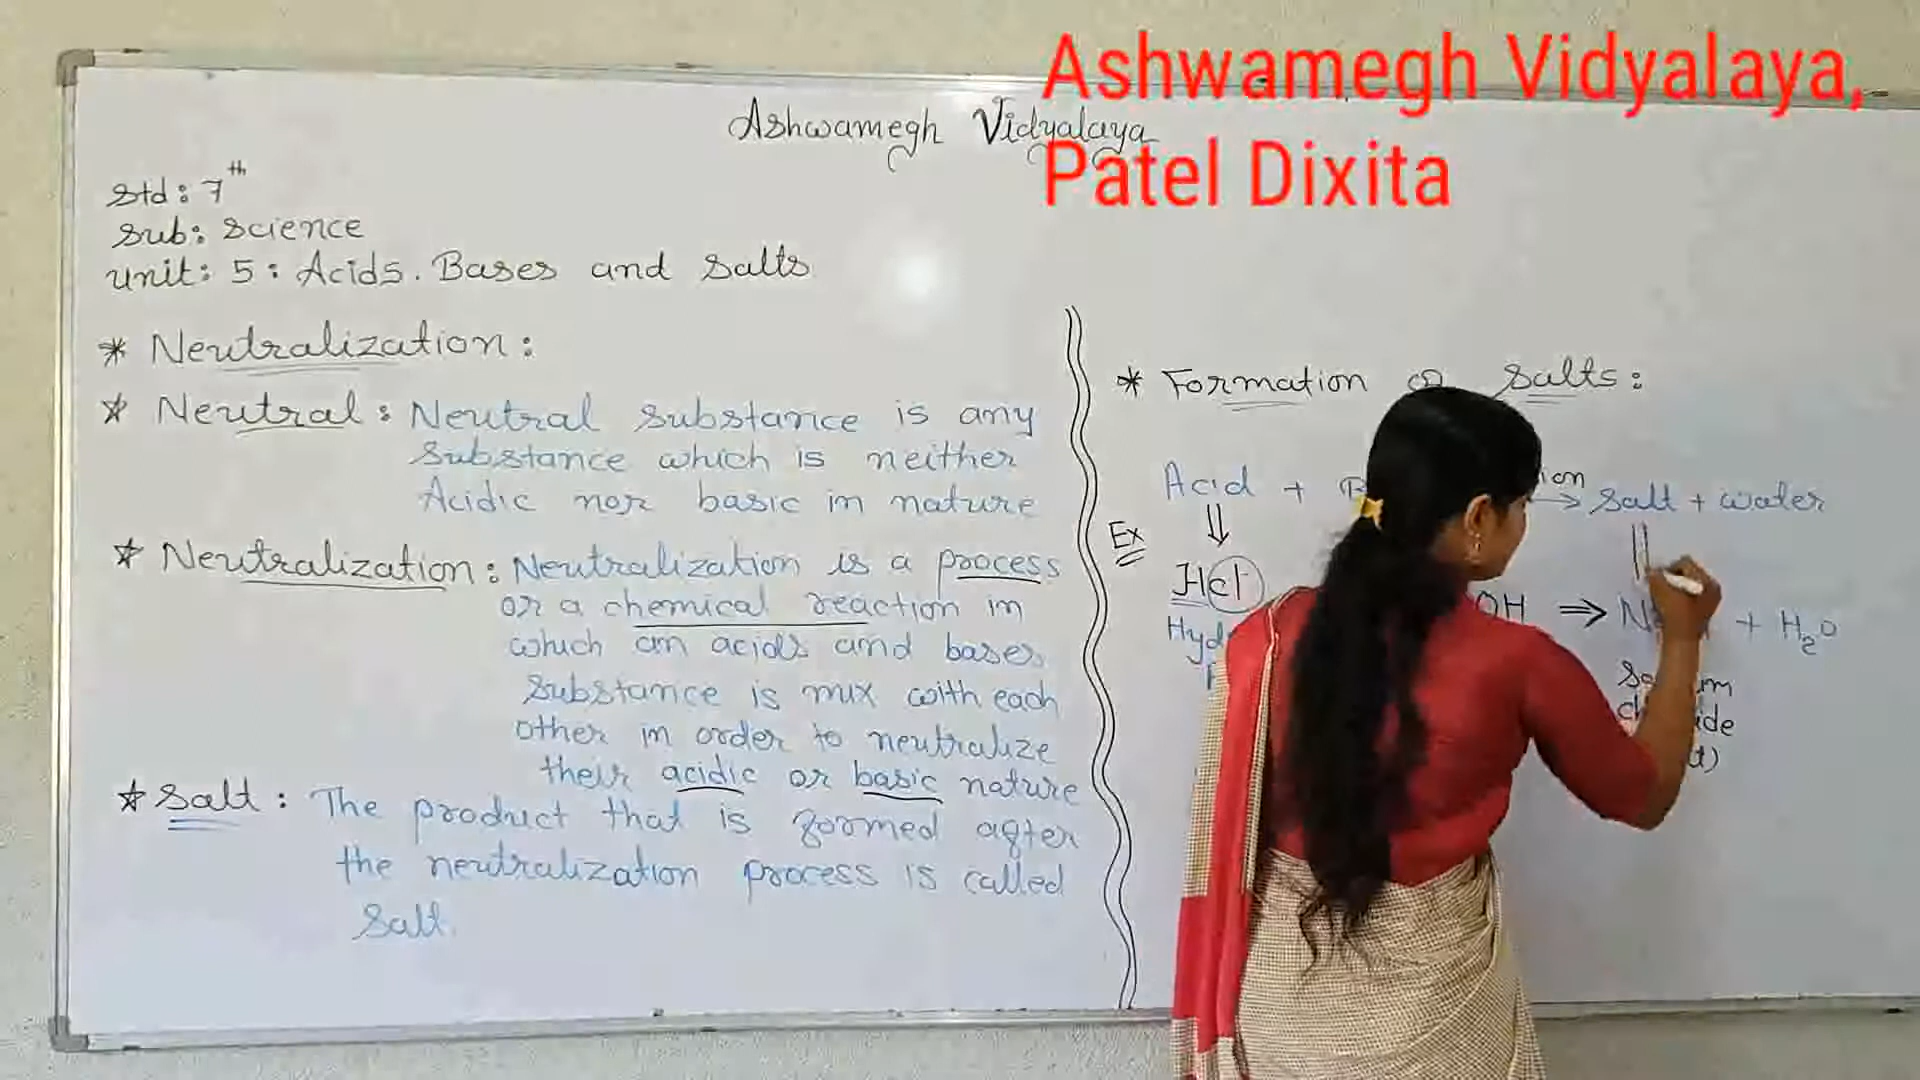 Ashwamegh Vidyalaya,
Patel Dixita
Ashwamegh Vidyalaya
Std: 7th
Sub: Science
Unit: 5: Acids. Bases and Salts
* Neutralization:
* Neutral: Neutral substance is any
substance which is neither
Acidic nor basic in nature
* Neutralization: Neutralization is a process
or a chemical reaction in
which an acids and bases
substance is mix with each
other in order to neutralize
their acidic or basic nature
* Salt: The product that is formed after
the neutralization process is called
Salt.
* Formation Salts:
Acid + → Salt + water
Ex
⇓
HCl OH ⇒ + H₂O